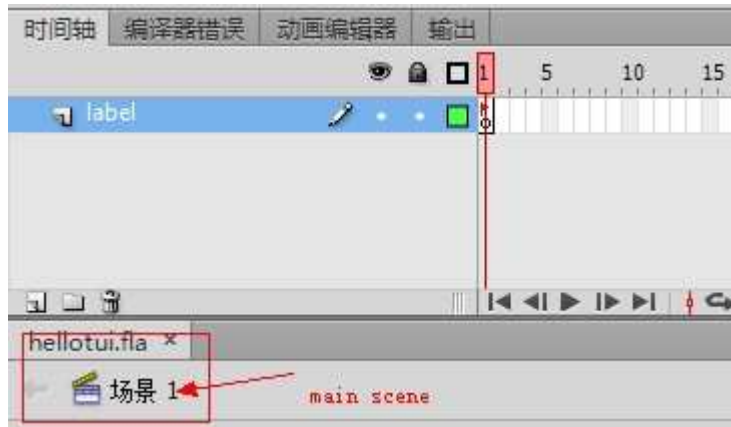 时间轴 编译器错误 动画编辑器 输出
1 5 10 15
label
hellotui.fla ×
场景 1
main scene